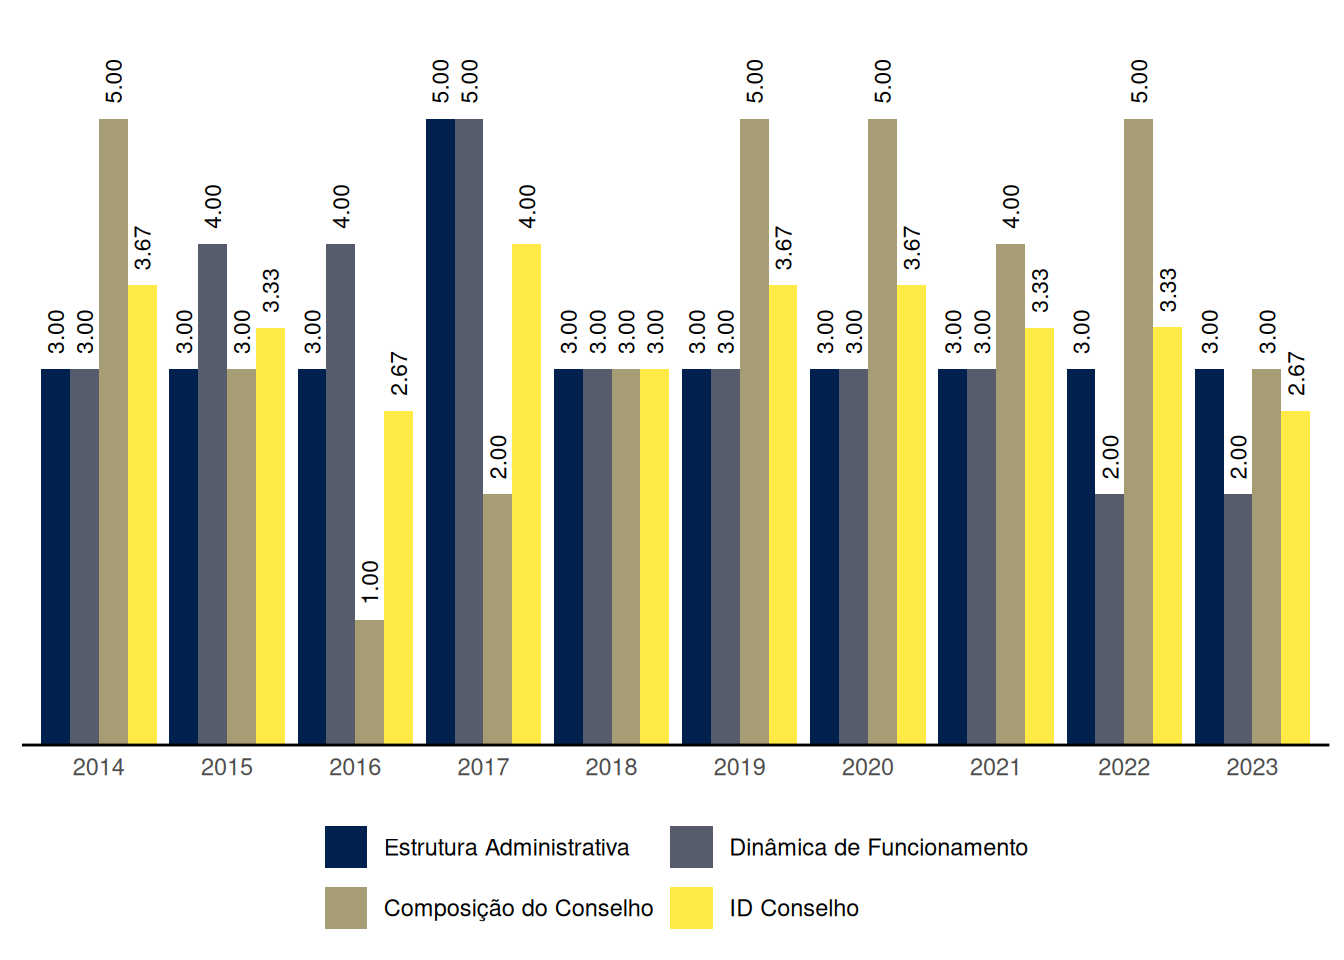 5.00 5.00 5.00 5.00 5.00 5.00
4.00 4.00 4.00 4.00
3.67 3.33 3.67 3.67 3.33 3.33
3.00 3.00 3.00 3.00 3.00 3.00 3.00 3.00 3.00 3.00 3.00 3.00 3.00 3.00 3.00 3.00 3.00 3.00
2.67 2.67
2.00 2.00 2.00
1.00
2014 2015 2016 2017 2018 2019 2020 2021 2022 2023
Estrutura Administrativa Dinâmica de Funcionamento
Composição do Conselho ID Conselho